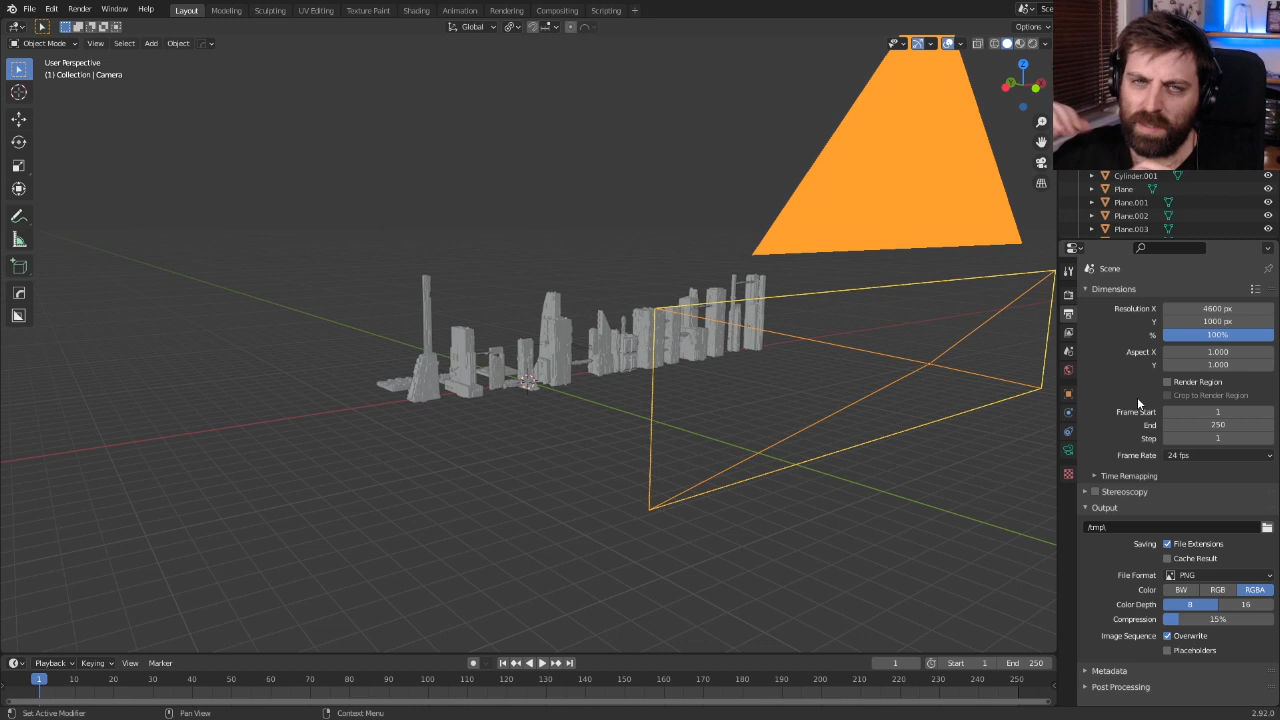 File Edit Render Window Help Layout Modeling Sculpting UV Editing Texture Paint Shading Animation Rendering Compositing Scripting + Sce
Global Options
Object Mode View Select Add Object
User Perspective
(1) Collection | Camera
Z
Cylinder.001
Plane
Plane.001
Plane.002
Plane.003
Scene
Dimensions
Resolution X 4600 px
Y 1000 px
% 100%
Aspect X 1.000
Y 1.000
Render Region
Crop to Render Region
Frame Start 1
End 250
Step 1
Frame Rate 24 fps
Time Remapping
Stereoscopy
Output
/tmp\
Saving File Extensions
Cache Result
File Format PNG
Color BW RGB RGBA
Color Depth 8 16
Compression 15%
Image Sequence Overwrite
Placeholders
Metadata
Post Processing
Playback Keying View Marker 1 Start 1 End 250
1 10 20 30 40 50 60 70 80 90 100 110 120 130 140 150 160 170 180 190 200 210 220 230 240 250
Set Active Modifier Pan View Context Menu 2.92.0